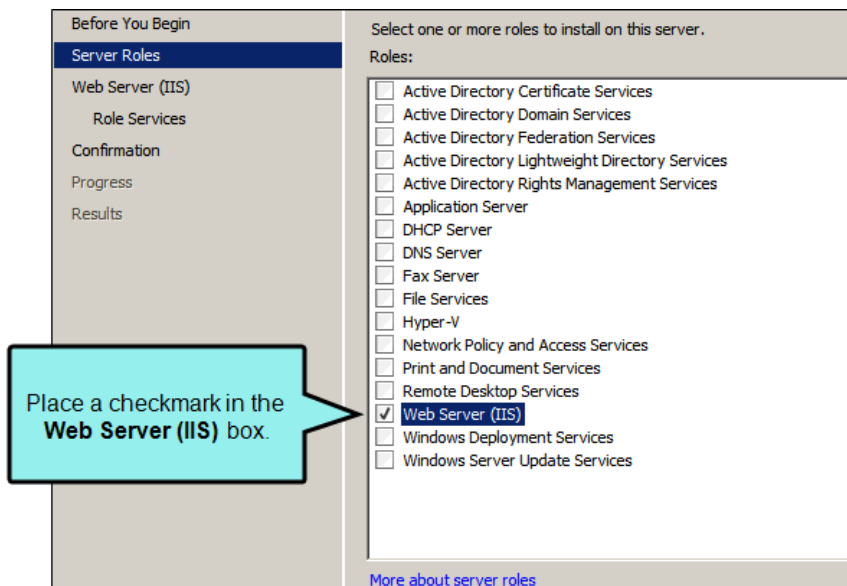 Before You Begin
Server Roles
Web Server (IIS)
Role Services
Confirmation
Progress
Results
Select one or more roles to install on this server.
Roles:
Active Directory Certificate Services
Active Directory Domain Services
Active Directory Federation Services
Active Directory Lightweight Directory Services
Active Directory Rights Management Services
Application Server
DHCP Server
DNS Server
Fax Server
File Services
Hyper-V
Network Policy and Access Services
Print and Document Services
Remote Desktop Services
Web Server (IIS)
Windows Deployment Services
Windows Server Update Services
More about server roles
Place a checkmark in the
Web Server (IIS) box.